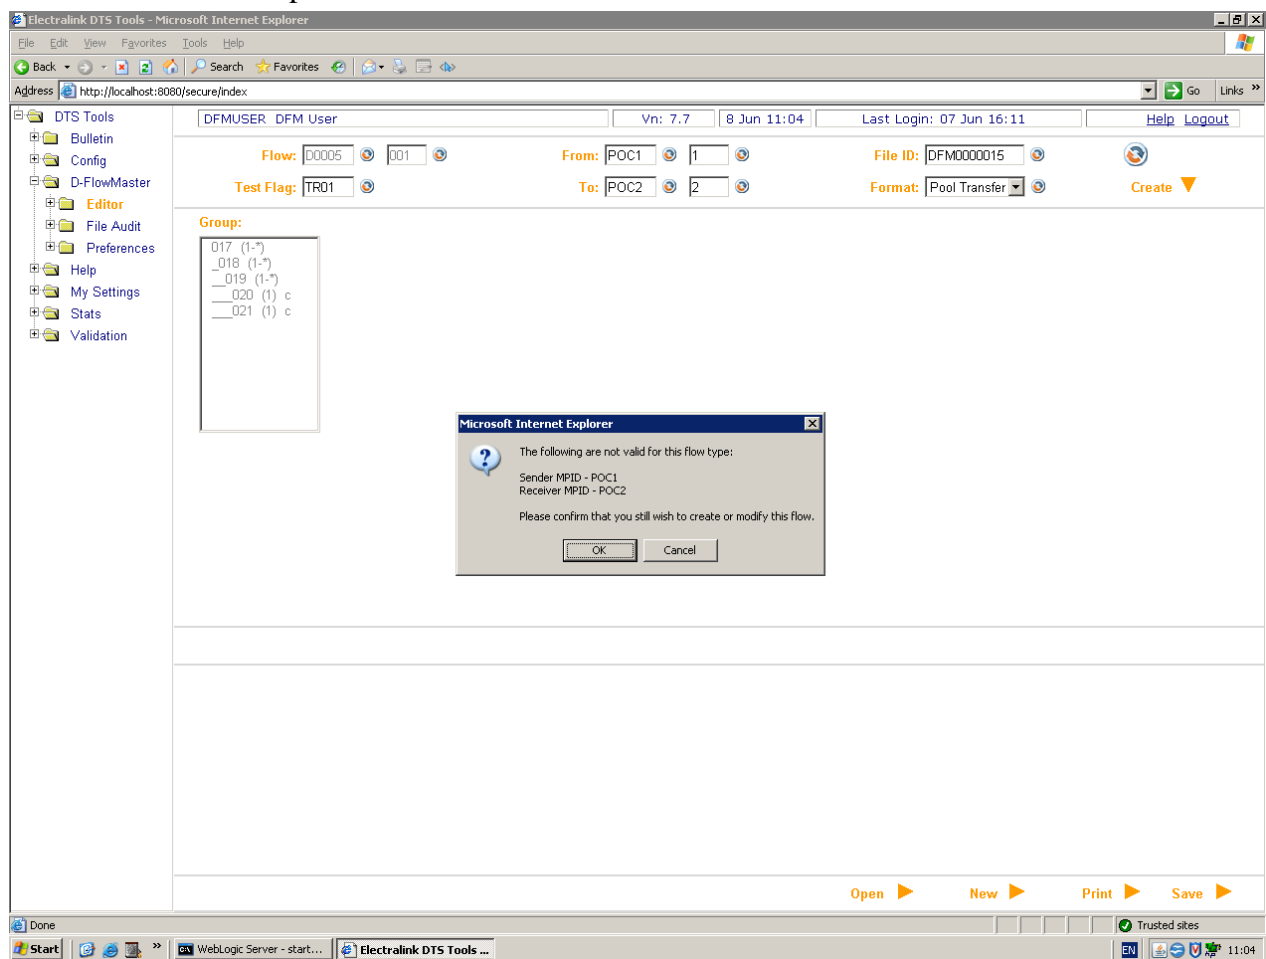 Electralink DTS Tools - Microsoft Internet Explorer
File Edit View Favorites Tools Help
Back Search Favorites
Address http://localhost:8080/secure/index Go Links »
DTS Tools
Bulletin
Config
D-FlowMaster
Editor
File Audit
Preferences
Help
My Settings
Stats
Validation
DFMUSER DFM User Vn: 7.7 8 Jun 11:04 Last Login: 07 Jun 16:11 Help Logout
Flow: D0005 001 From: POC1 1 File ID: DFM0000015
Test Flag: TR01 To: POC2 2 Format: Pool Transfer Create
Group:
017 (1-*)
_018 (1-*)
__019 (1-*)
___020 (1) c
___021 (1) c
Microsoft Internet Explorer
The following are not valid for this flow type:
Sender MPID - POC1
Receiver MPID - POC2
Please confirm that you still wish to create or modify this flow.
OK Cancel
Open New Print Save
Done Trusted sites
Start » WebLogic Server - start... Electralink DTS Tools ... EN 11:04